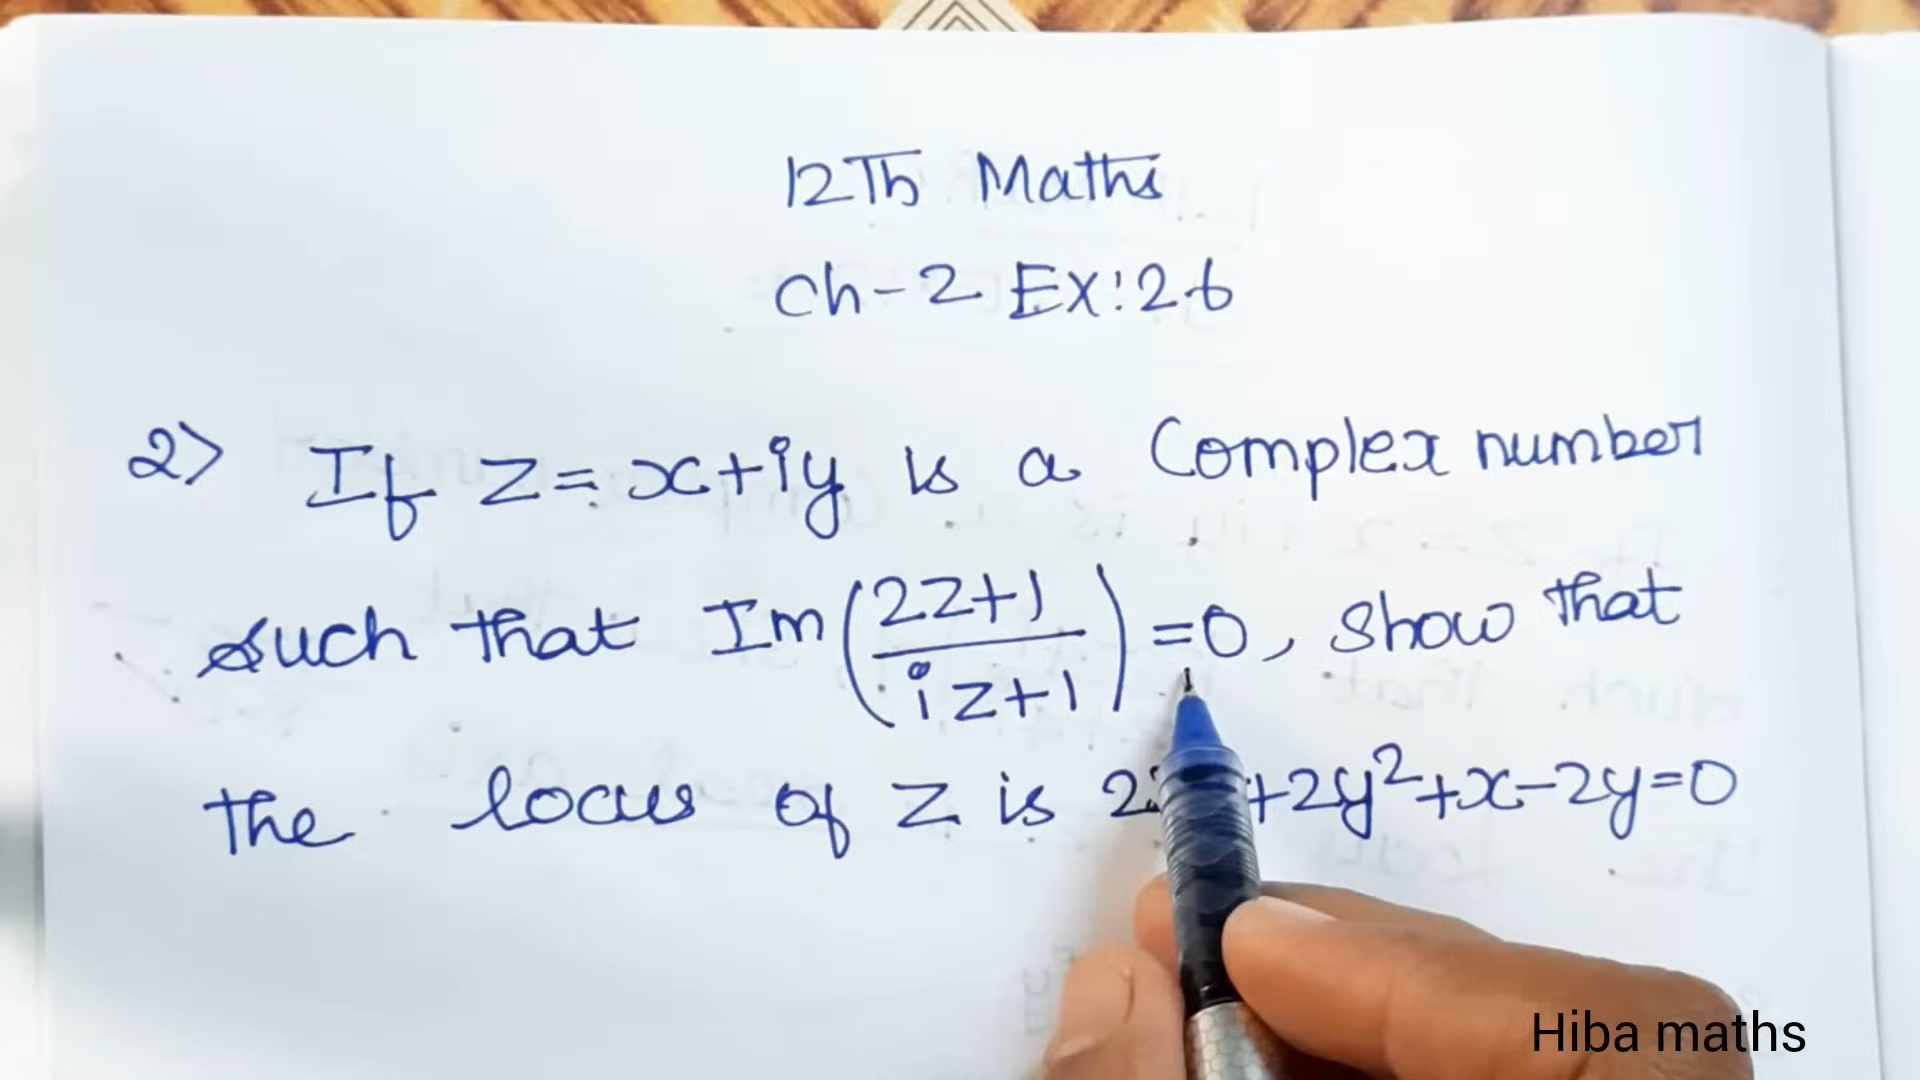 12Th Maths
Ch-2 Ex:2.6
2> If z=x+iy is a Complex number
such that Im(2z+1/iz+1)=0, show that
the locus of z is 2 +2y²+x-2y=0
Hiba maths